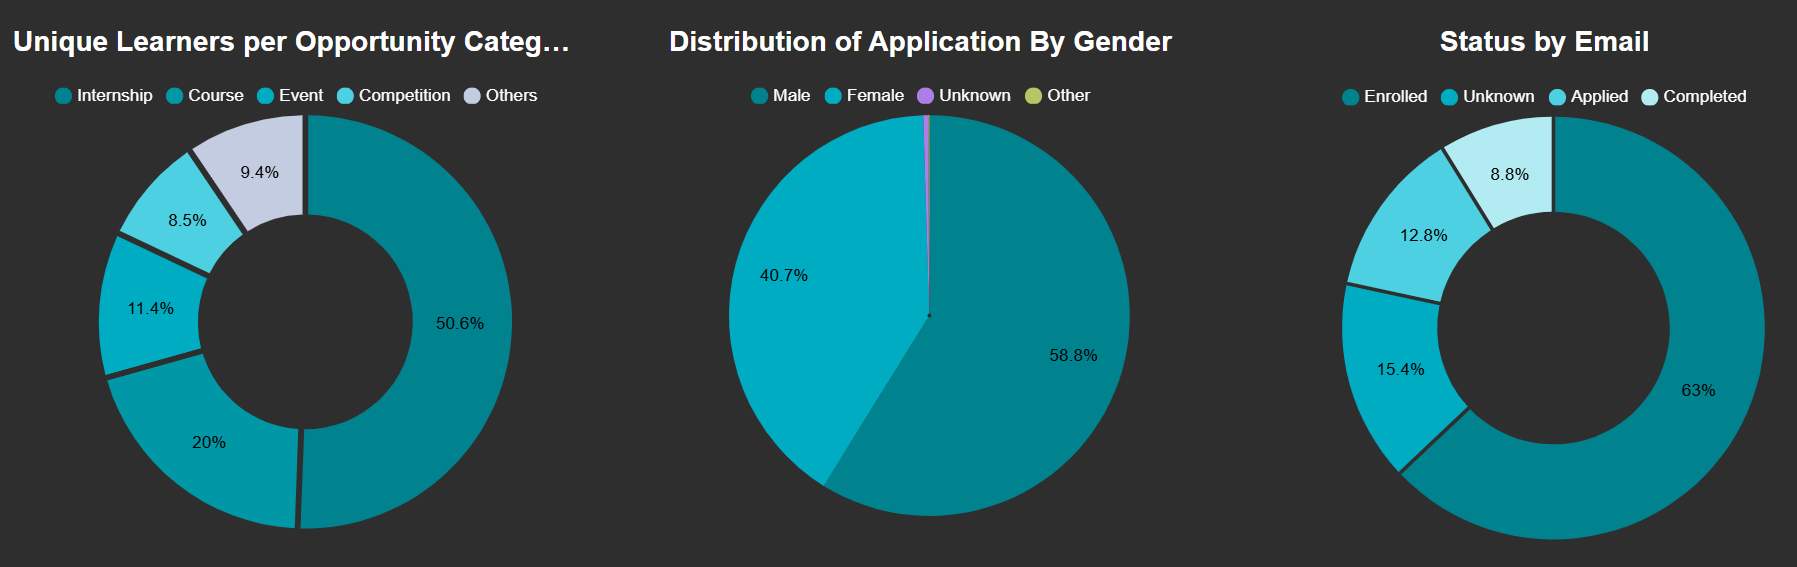 Unique Learners per Opportunity Categ...
Internship Course Event Competition Others
9.4%
8.5%
11.4%
50.6%
20%
Distribution of Application By Gender
Male Female Unknown Other
40.7%
58.8%
Status by Email
Enrolled Unknown Applied Completed
8.8%
12.8%
15.4%
63%